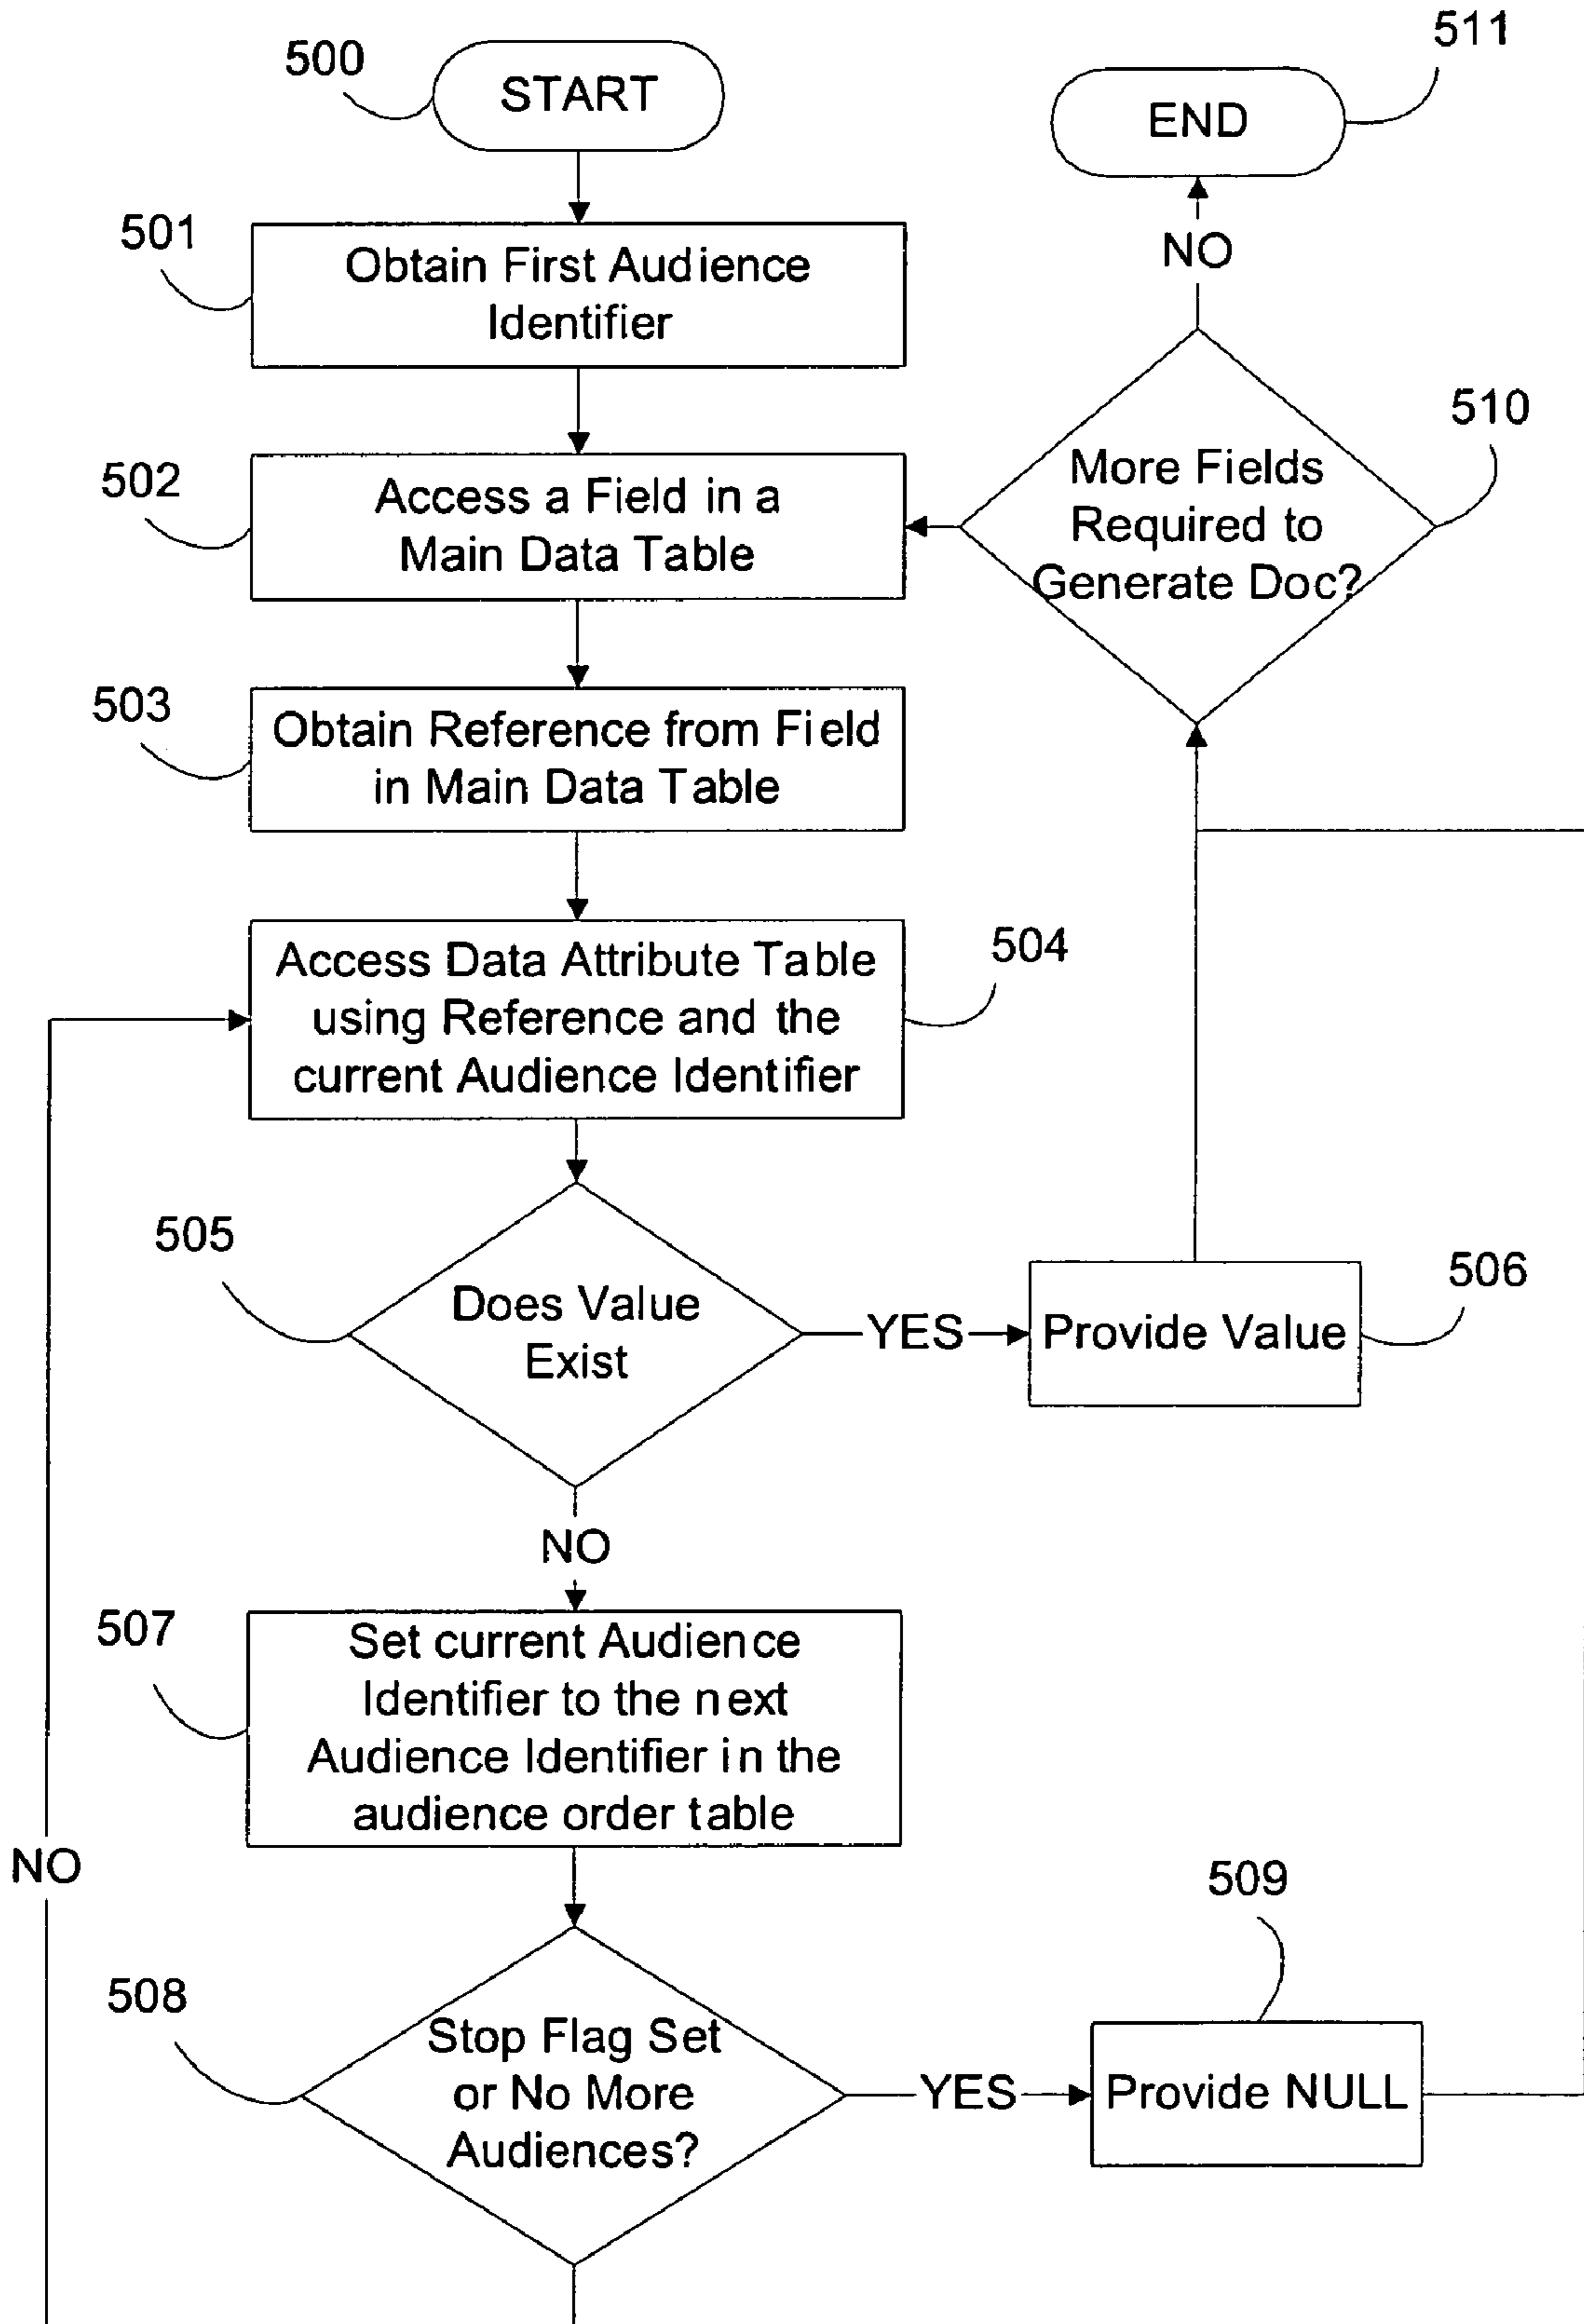 500
START
511
END
501
Obtain First Audience
Identifier
NO
502
Access a Field in a
Main Data Table
510
More Fields
Required to
Generate Doc?
503
Obtain Reference from Field
in Main Data Table
504
Access Data Attribute Table
using Reference and the
current Audience Identifier
505
Does Value
Exist
YES
Provide Value
506
NO
507
Set current Audience
Identifier to the next
Audience Identifier in the
audience order table
NO
508
Stop Flag Set
or No More
Audiences?
YES
509
Provide NULL